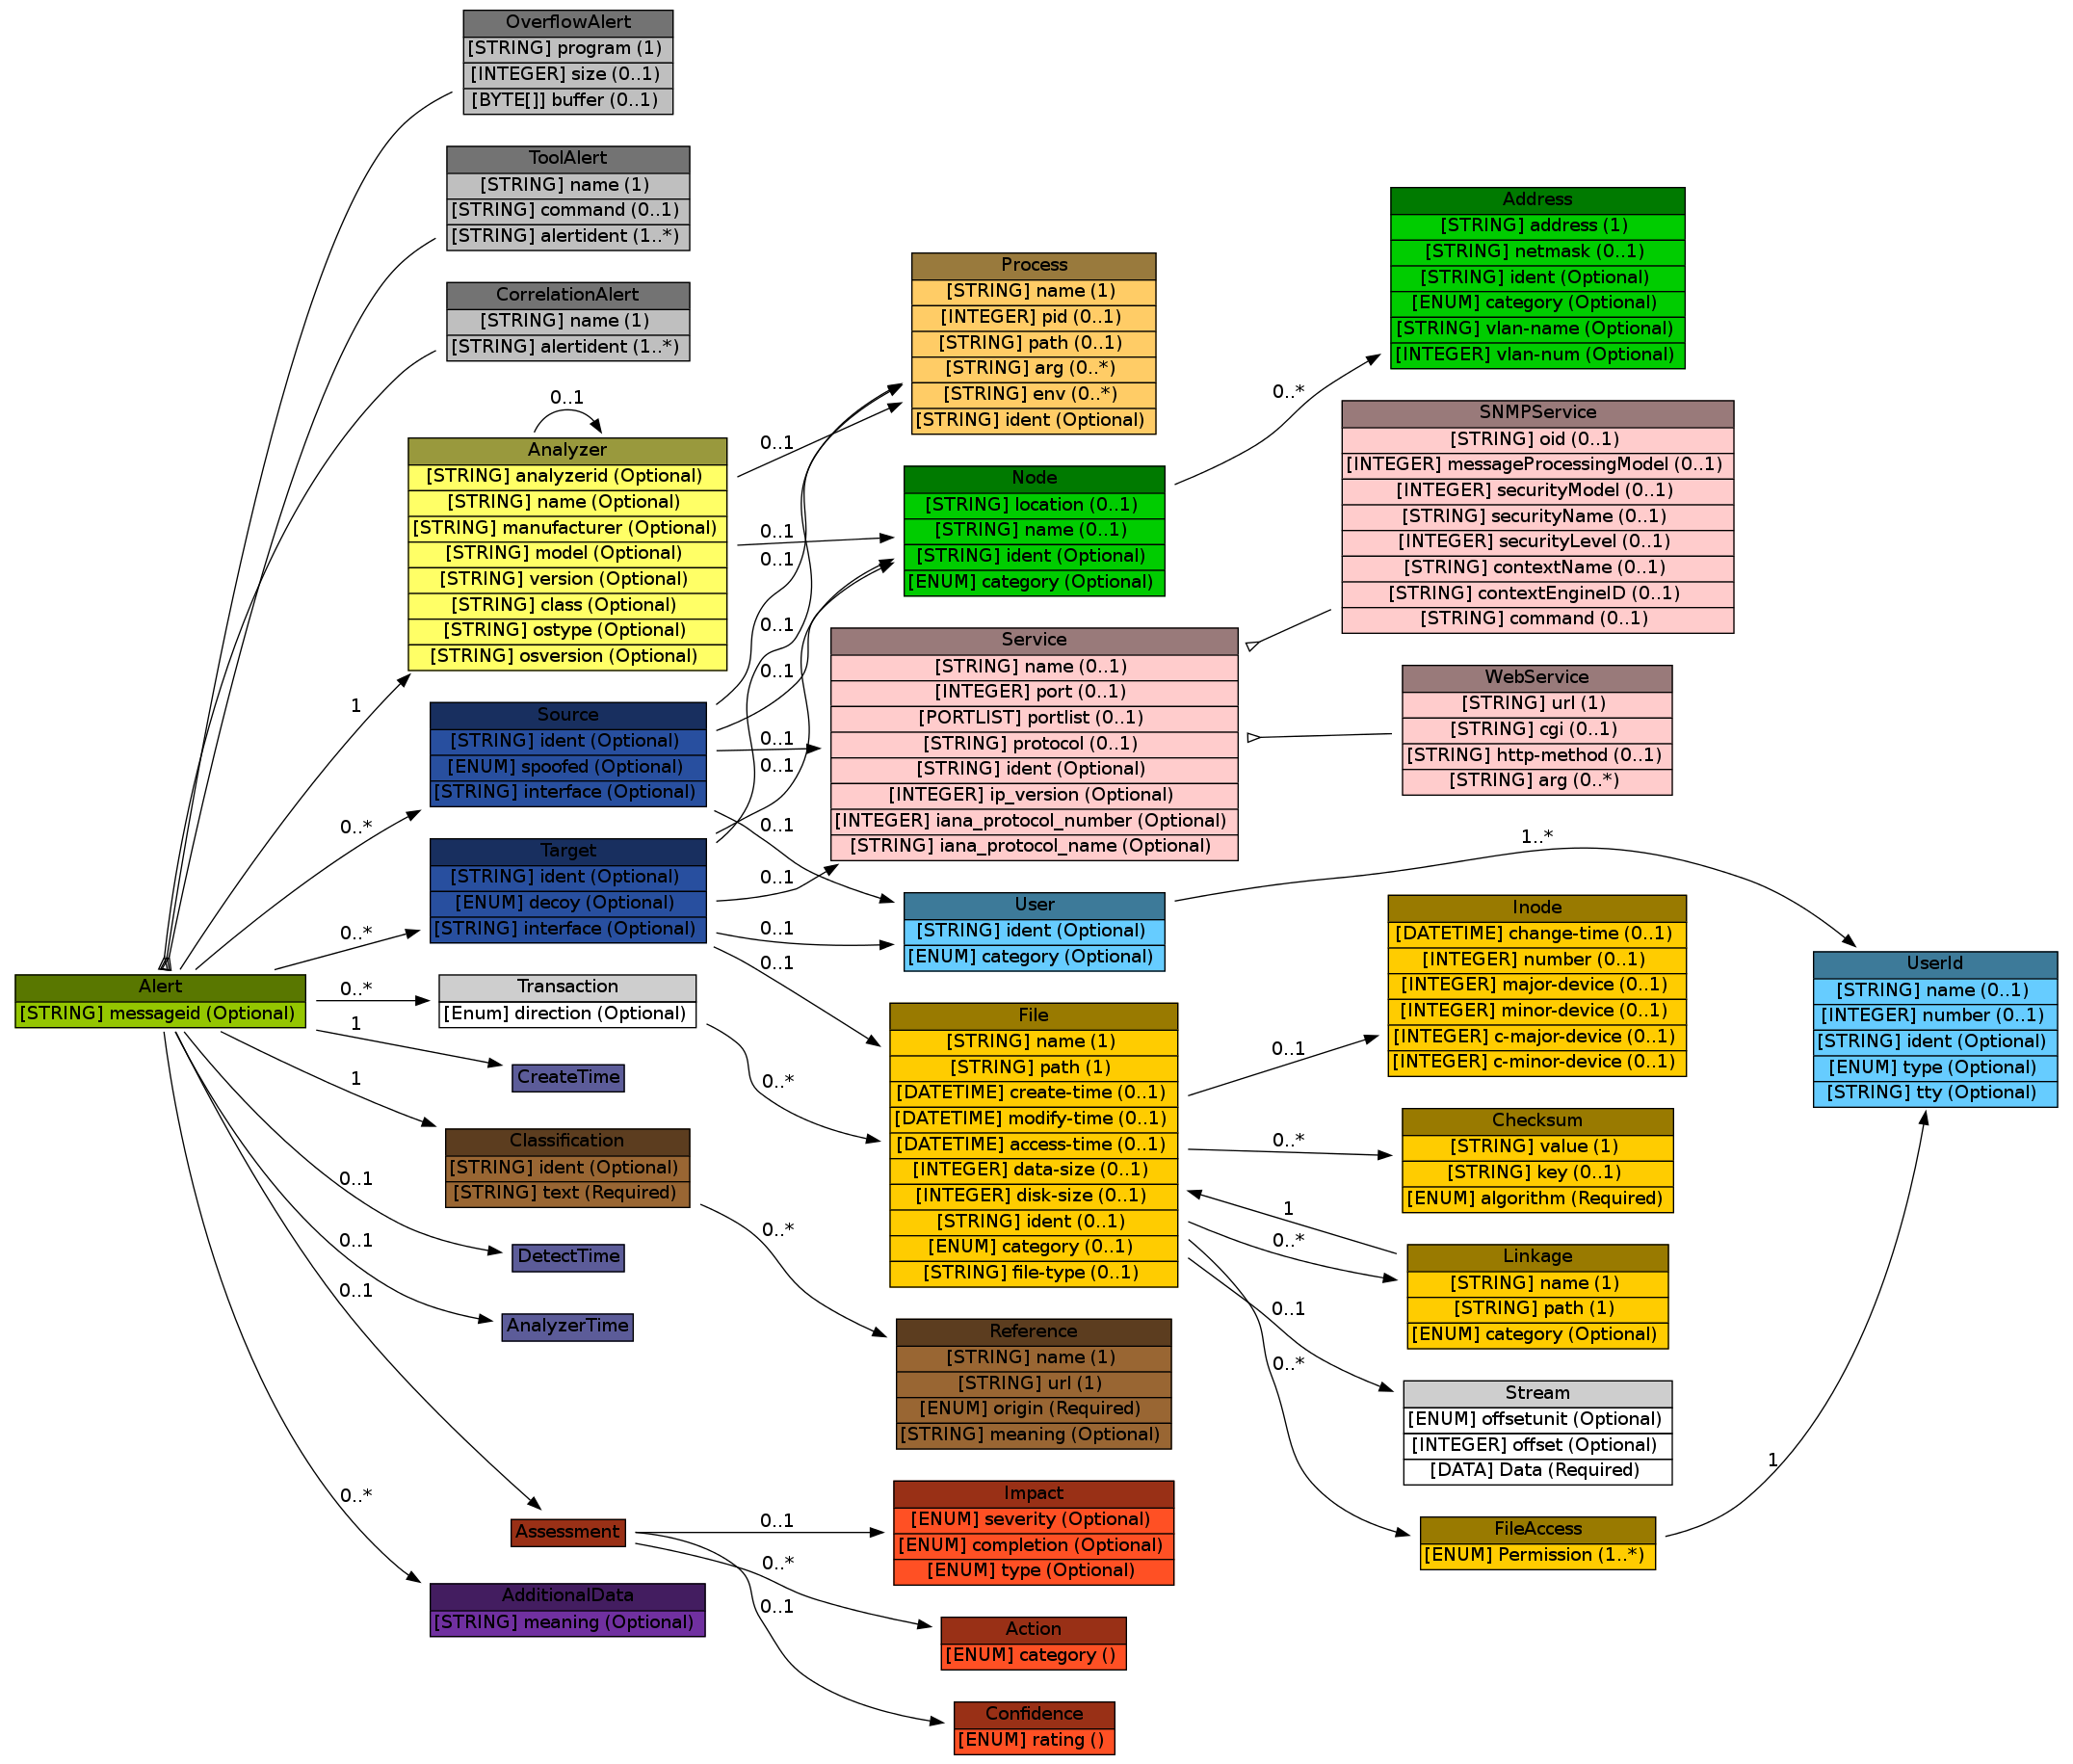 OverflowAlert
[STRING] program (1)
[INTEGER] size (0..1)
[BYTE[]] buffer (0..1)
ToolAlert
[STRING] name (1)
[STRING] command (0..1)
[STRING] alertident (1..*)
CorrelationAlert
[STRING] name (1)
[STRING] alertident (1..*)
0..1
Analyzer
[STRING] analyzerid (Optional)
[STRING] name (Optional)
[STRING] manufacturer (Optional)
[STRING] model (Optional)
[STRING] version (Optional)
[STRING] class (Optional)
[STRING] ostype (Optional)
[STRING] osversion (Optional)
1
Source
[STRING] ident (Optional)
[ENUM] spoofed (Optional)
[STRING] interface (Optional)
0..*
Target
[STRING] ident (Optional)
[ENUM] decoy (Optional)
[STRING] interface (Optional)
0..*
Alert
[STRING] messageid (Optional)
0..*
Transaction
[Enum] direction (Optional)
1
CreateTime
1
Classification
[STRING] ident (Optional)
[STRING] text (Required)
0..1
DetectTime
0..1
AnalyzerTime
0..1
Assessment
0..*
AdditionalData
[STRING] meaning (Optional)
0..1
0..1
0..1
0..1
0..1
0..1
0..1
0..1
0..1
0..1
0..1
0..*
0..*
0..1
0..*
0..1
Process
[STRING] name (1)
[INTEGER] pid (0..1)
[STRING] path (0..1)
[STRING] arg (0..*)
[STRING] env (0..*)
[STRING] ident (Optional)
Node
[STRING] location (0..1)
[STRING] name (0..1)
[STRING] ident (Optional)
[ENUM] category (Optional)
Service
[STRING] name (0..1)
[INTEGER] port (0..1)
[PORTLIST] portlist (0..1)
[STRING] protocol (0..1)
[STRING] ident (Optional)
[INTEGER] ip_version (Optional)
[INTEGER] iana_protocol_number (Optional)
[STRING] iana_protocol_name (Optional)
User
[STRING] ident (Optional)
[ENUM] category (Optional)
File
[STRING] name (1)
[STRING] path (1)
[DATETIME] create-time (0..1)
[DATETIME] modify-time (0..1)
[DATETIME] access-time (0..1)
[INTEGER] data-size (0..1)
[INTEGER] disk-size (0..1)
[STRING] ident (0..1)
[ENUM] category (0..1)
[STRING] file-type (0..1)
Reference
[STRING] name (1)
[STRING] url (1)
[ENUM] origin (Required)
[STRING] meaning (Optional)
Impact
[ENUM] severity (Optional)
[ENUM] completion (Optional)
[ENUM] type (Optional)
Action
[ENUM] category ()
Confidence
[ENUM] rating ()
0..*
1..*
0..1
0..*
1
0..*
0..1
0..*
Address
[STRING] address (1)
[STRING] netmask (0..1)
[STRING] ident (Optional)
[ENUM] category (Optional)
[STRING] vlan-name (Optional)
[INTEGER] vlan-num (Optional)
SNMPService
[STRING] oid (0..1)
[INTEGER] messageProcessingModel (0..1)
[INTEGER] securityModel (0..1)
[STRING] securityName (0..1)
[INTEGER] securityLevel (0..1)
[STRING] contextName (0..1)
[STRING] contextEngineID (0..1)
[STRING] command (0..1)
WebService
[STRING] url (1)
[STRING] cgi (0..1)
[STRING] http-method (0..1)
[STRING] arg (0..*)
Inode
[DATETIME] change-time (0..1)
[INTEGER] number (0..1)
[INTEGER] major-device (0..1)
[INTEGER] minor-device (0..1)
[INTEGER] c-major-device (0..1)
[INTEGER] c-minor-device (0..1)
Checksum
[STRING] value (1)
[STRING] key (0..1)
[ENUM] algorithm (Required)
Linkage
[STRING] name (1)
[STRING] path (1)
[ENUM] category (Optional)
Stream
[ENUM] offsetunit (Optional)
[INTEGER] offset (Optional)
[DATA] Data (Required)
FileAccess
[ENUM] Permission (1..*)
1
UserId
[STRING] name (0..1)
[INTEGER] number (0..1)
[STRING] ident (Optional)
[ENUM] type (Optional)
[STRING] tty (Optional)